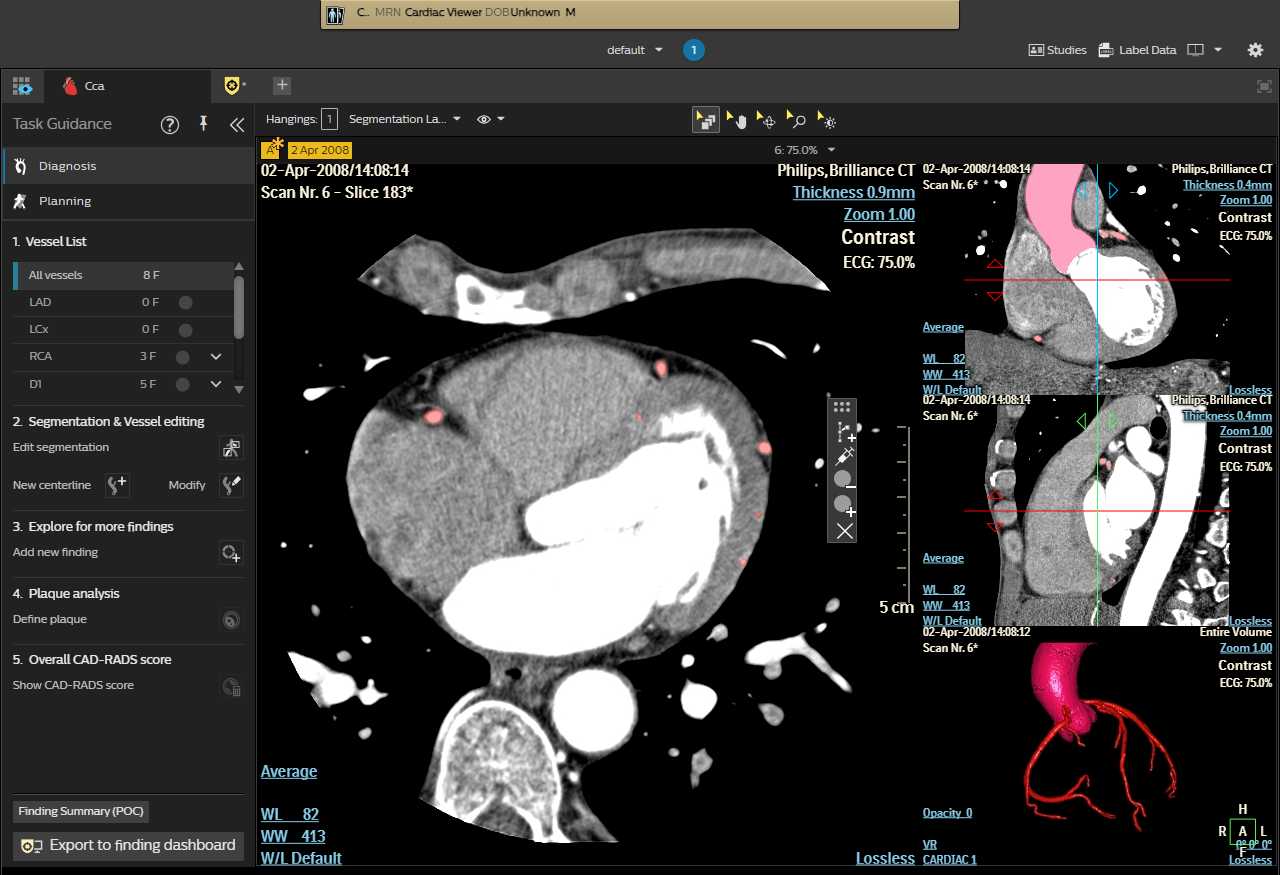 C.. MRN Cardiac Viewer DOB Unknown M
default 1 Studies Label Data
Cca
Task Guidance
Hangings: 1 Segmentation La...
Diagnosis
Planning
1. Vessel List
All vessels 8 F
LAD 0 F
LCx 0 F
RCA 3 F
D1 5 F
2. Segmentation & Vessel editing
Edit segmentation
New centerline Modify
3. Explore for more findings
Add new finding
4. Plaque analysis
Define plaque
5. Overall CAD-RADS score
Show CAD-RADS score
Finding Summary (POC)
Export to finding dashboard
A 2 Apr 2008
6: 75.0%
02-Apr-2008/14:08:14
Scan Nr. 6 - Slice 183*
Philips, Brilliance CT
Thickness 0.9mm
Zoom 1.00
Contrast
ECG: 75.0%
5 cm
Average
WL 82
WW 413
W/L Default
Lossless
02-Apr-2008/14:08:14
Scan Nr. 6*
Philips, Brilliance CT
Thickness 0.4mm
Zoom 1.00
Contrast
ECG: 75.0%
Average
WL 82
WW 413
W/L Default
Lossless
02-Apr-2008/14:08:14
Scan Nr. 6*
Philips, Brilliance CT
Thickness 0.4mm
Zoom 1.00
Contrast
ECG: 75.0%
Average
WL 82
WW 413
W/L Default
Lossless
02-Apr-2008/14:08:12
Scan Nr. 6*
Entire Volume
Zoom 1.00
Contrast
ECG: 75.0%
Opacity 0
VR
CARDIAC 1
H
R A L
F
0° 0° 0°
Lossless